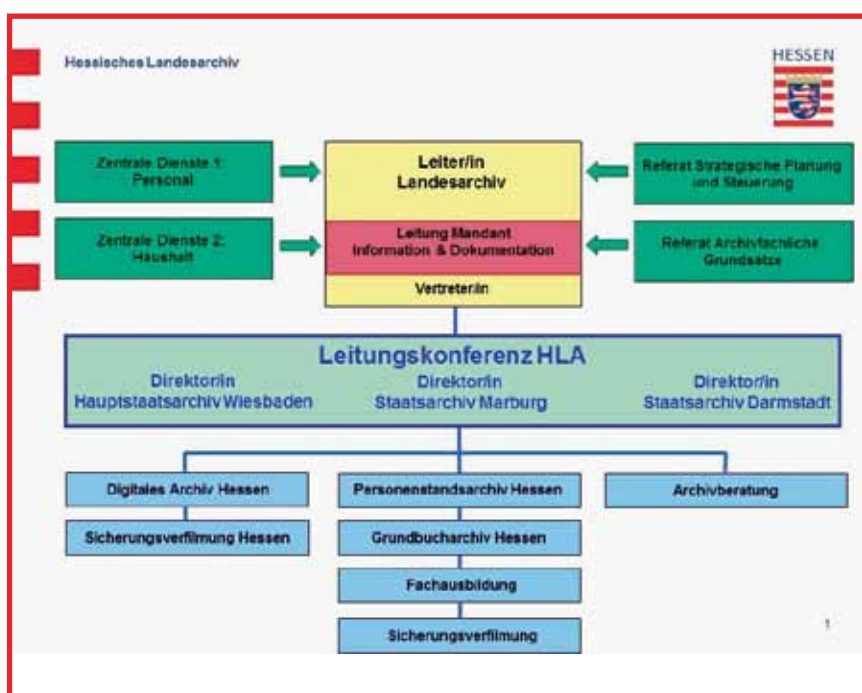 Hessisches Landesarchiv
HESSEN
Zentrale Dienste 1:
Personal
Leiter/in
Landesarchiv
Referat Strategische Planung
und Steuerung
Zentrale Dienste 2:
Haushalt
Leitung Mandant
Information & Dokumentation
Referat Archivfachliche
Grundsätze
Vertreter/in
Leitungskonferenz HLA
Direktor/in
Hauptstaatsarchiv Wiesbaden
Direktor/in
Staatsarchiv Marburg
Direktor/in
Staatsarchiv Darmstadt
Digitales Archiv Hessen
Personenstandsarchiv Hessen
Archivberatung
Sicherungsverfilmung Hessen
Grundbucharchiv Hessen
Fachausbildung
Sicherungsverfilmung
1